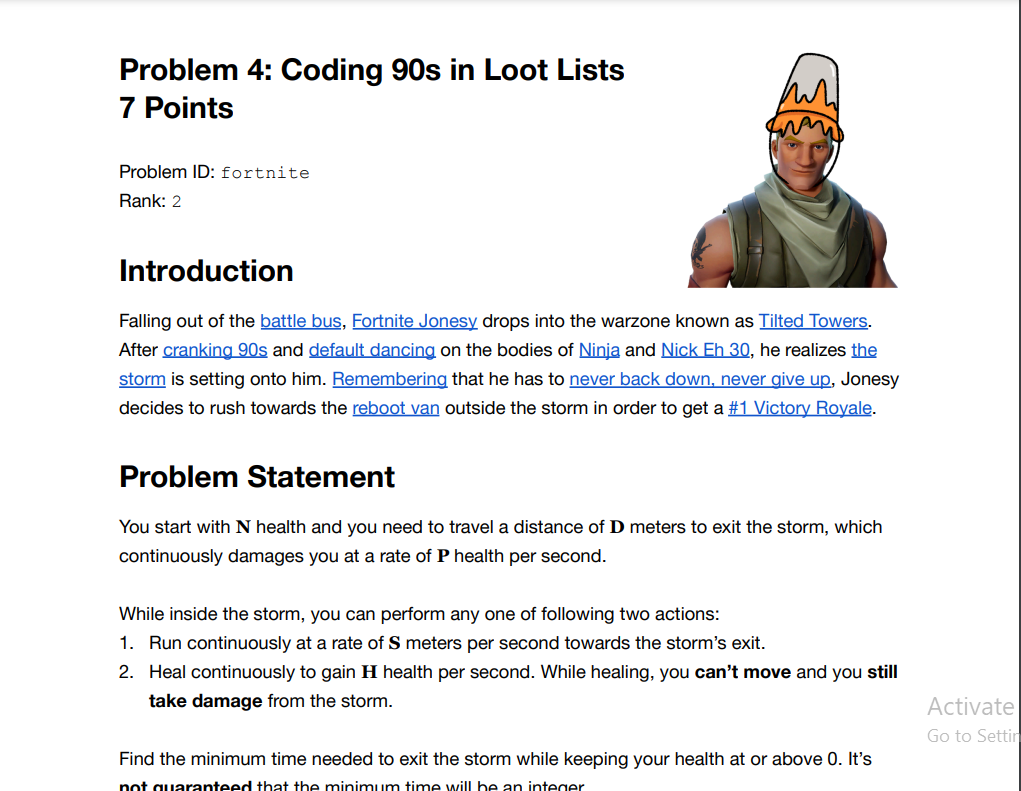 Problem 4: Coding 90s in Loot Lists
7 Points
Problem ID: fortnite
Rank: 2
Introduction
Falling out of the battle bus, Fortnite Jonesy drops into the warzone known as Tilted Towers.
After cranking 90s and default dancing on the bodies of Ninja and Nick Eh 30, he realizes the
storm is setting onto him. Remembering that he has to never back down, never give up, Jonesy
decides to rush towards the reboot van outside the storm in order to get a #1 Victory Royale.
Problem Statement
You start with N health and you need to travel a distance of D meters to exit the storm, which
continuously damages you at a rate of P health per second.
While inside the storm, you can perform any one of following two actions:
1. Run continuously at a rate of S meters per second towards the storm's exit.
2. Heal continuously to gain H health per second. While healing, you can't move and you still
take damage from the storm.
Find the minimum time needed to exit the storm while keeping your health at or above 0. It's
not guaranteed that the minimum time will be an integer.
Activate
Go to Settin